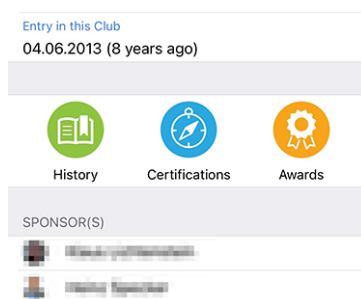 Entry in this Club
04.06.2013 (8 years ago)
History Certifications Awards
SPONSOR(S)